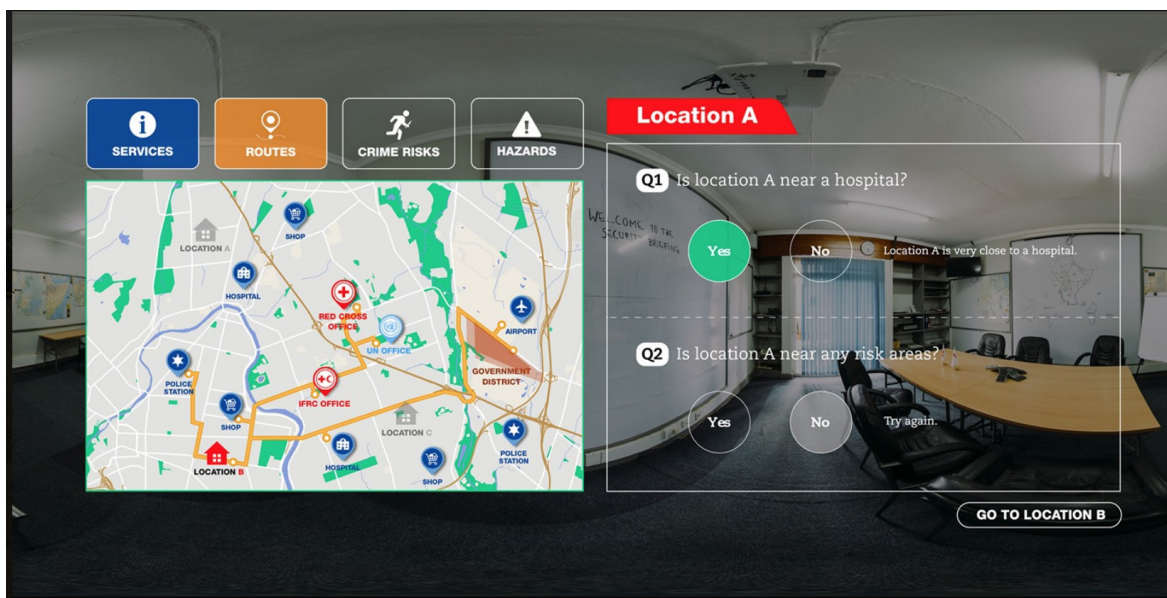 SERVICES
ROUTES
CRIME RISKS
HAZARDS
LOCATION A
SHOP
HOSPITAL
RED CROSS
OFFICE
UN OFFICE
AIRPORT
GOVERNMENT
DISTRICT
POLICE
STATION
IFRC OFFICE
SHOP
LOCATION C
LOCATION B
HOSPITAL
SHOP
POLICE
STATION
Location A
Q1 Is location A near a hospital?
Yes
No
Location A is very close to a hospital.
Q2 Is location A near any risk areas?
Yes
No
Try again.
GO TO LOCATION B
WELCOME TO THE
SECURITY BRIEFING